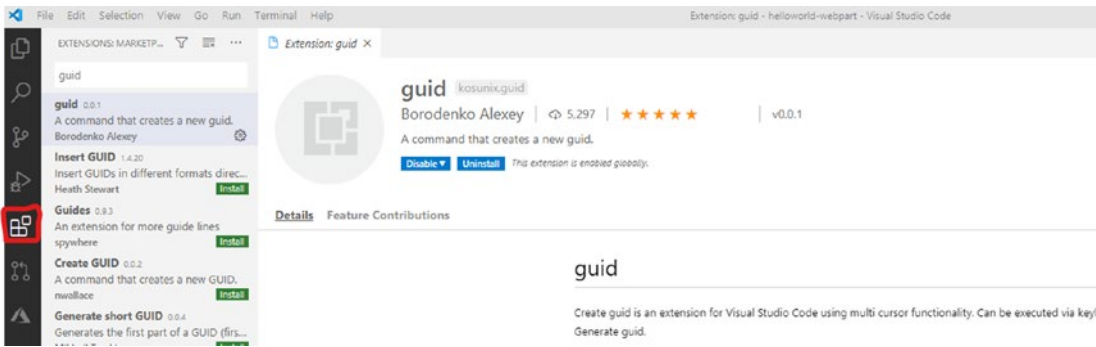 File Edit Selection View Go Run Terminal Help
Extension: guid - helloworld-webpart - Visual Studio Code
EXTENSIONS: MARKETP...
Extension: guid
guid
guid 0.0.1
A command that creates a new guid.
Borodenko Alexey
Insert GUID 1.4.20
Insert GUIDs in different formats direc...
Heath Stewart
Install
Guides 0.9.3
An extension for more guide lines
spywhere
Install
Create GUID 0.0.2
A command that creates a new GUID.
nwallace
Install
Generate short GUID 0.0.4
Generates the first part of a GUID (firs...
guid kosunix.guid
Borodenko Alexey 5,297 v0.0.1
A command that creates a new guid.
Disable Uninstall This extension is enabled globally.
Details Feature Contributions
guid
Create guid is an extension for Visual Studio Code using multi cursor functionality. Can be executed via
Generate guid.